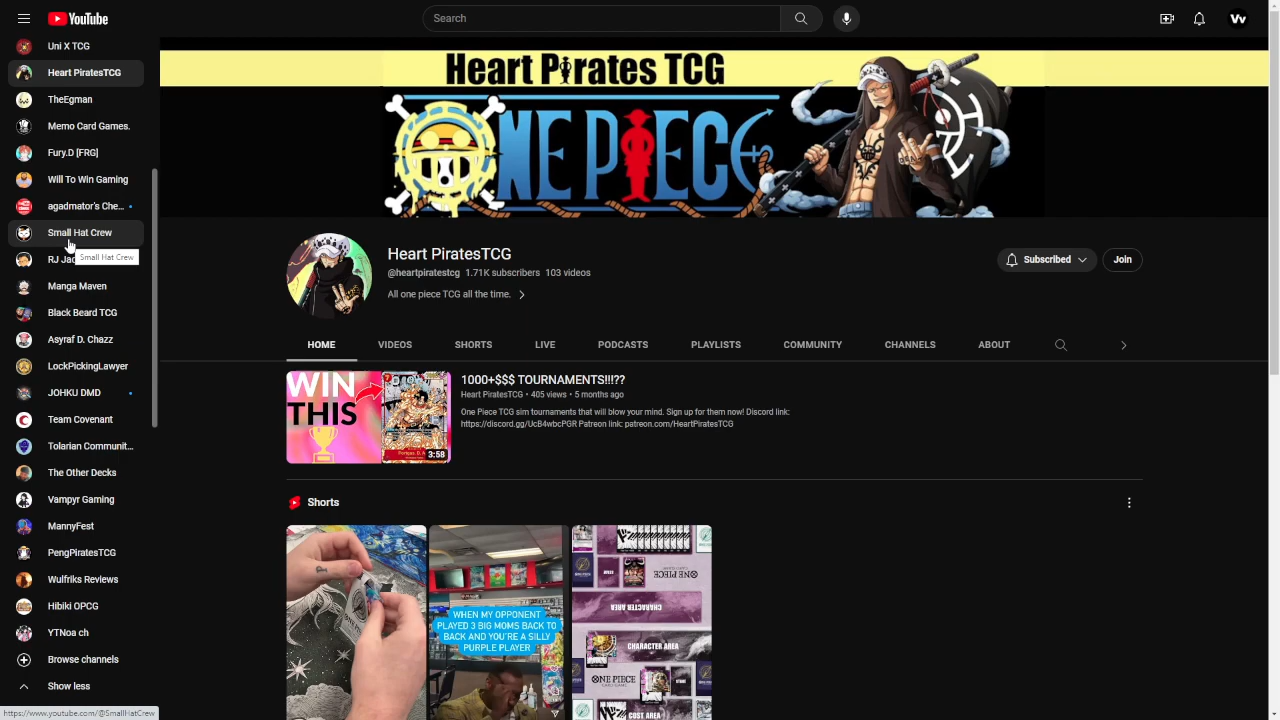 YouTube
Search
Vv
Uni X TCG
Heart PiratesTCG
TheEgman
Memo Card Games.
Fury.D [FRG]
Will To Win Gaming
agadmator's Che...
Small Hat Crew
Small Hat Crew
Manga Maven
Black Beard TCG
Asyraf D. Chazz
LockPickingLawyer
JOHKU DMD
Team Covenant
Tolarian Communit...
The Other Decks
Vampyr Gaming
MannyFest
PengPiratesTCG
Wulfriks Reviews
Hibiki OPCG
YTNoa ch
Browse channels
Show less
https://www.youtube.com/@SmallHatCrew
Heart Pirates TCG
ONE PIECE
Heart PiratesTCG
@heartpiratestcg 1.71K subscribers 103 videos
All one piece TCG all the time.
Subscribed
Join
HOME VIDEOS SHORTS LIVE PODCASTS PLAYLISTS COMMUNITY CHANNELS ABOUT
WIN
THIS
3:58
1000+$$$ TOURNAMENTS!!!??
Heart PiratesTCG • 405 views • 5 months ago
One Piece TCG sim tournaments that will blow your mind. Sign up for them now! Discord link:
https://discord.gg/UcB4wbcPGR Patreon link: patreon.com/HeartPiratesTCG
Shorts
WHEN MY OPPONENT
PLAYED 3 BIG MOMS BACK TO
BACK AND YOU'RE A SILLY
PURPLE PLAYER
ONE PIECE
CHARACTER AREA
CHARACTER AREA
ONE PIECE
COST AREA